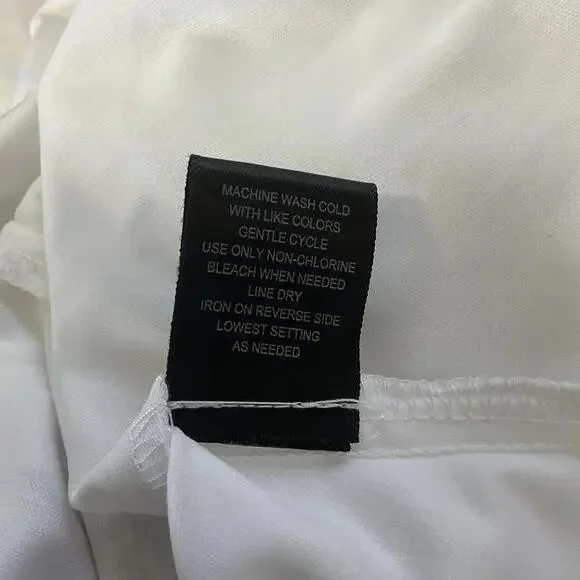 MACHINE WASH COLD
WITH LIKE COLORS
GENTLE CYCLE
USE ONLY NON-CHLORINE
BLEACH WHEN NEEDED
LINE DRY
IRON ON REVERSE SIDE
LOWEST SETTING
AS NEEDED